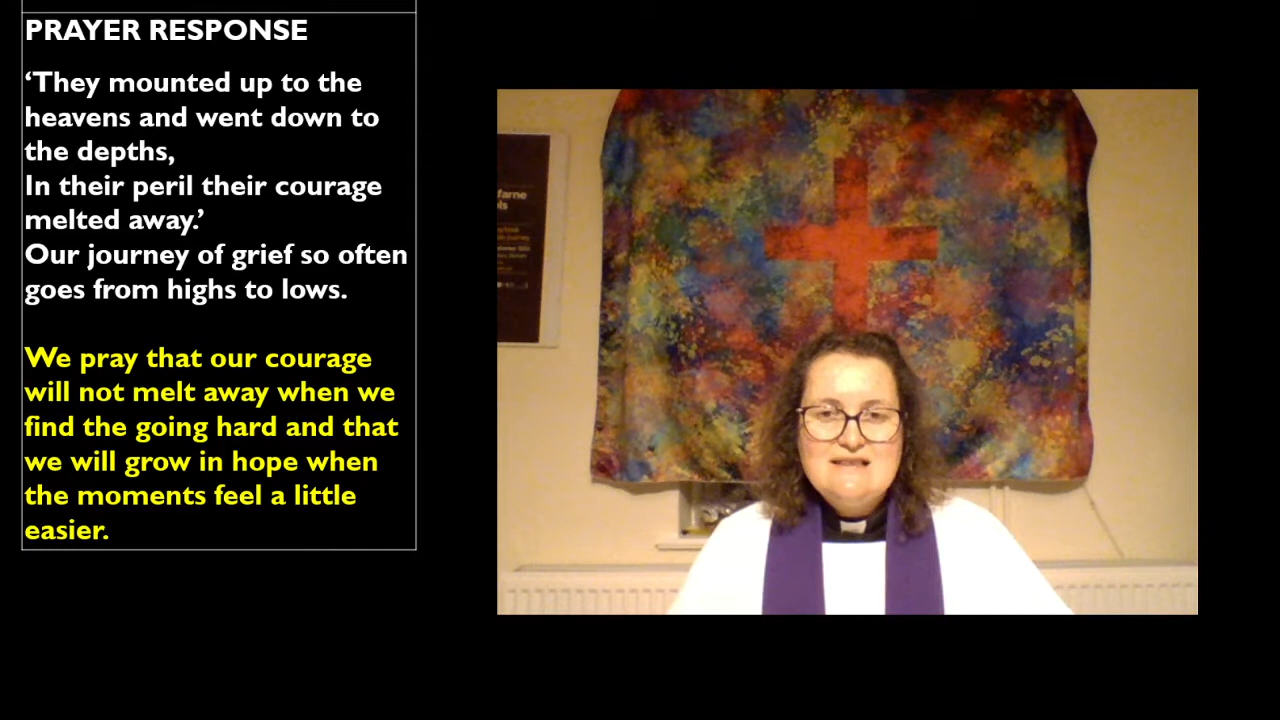 PRAYER RESPONSE
‘They mounted up to the
heavens and went down to
the depths,
In their peril their courage
melted away.’
Our journey of grief so often
goes from highs to lows.
We pray that our courage
will not melt away when we
find the going hard and that
we will grow in hope when
the moments feel a little
easier.